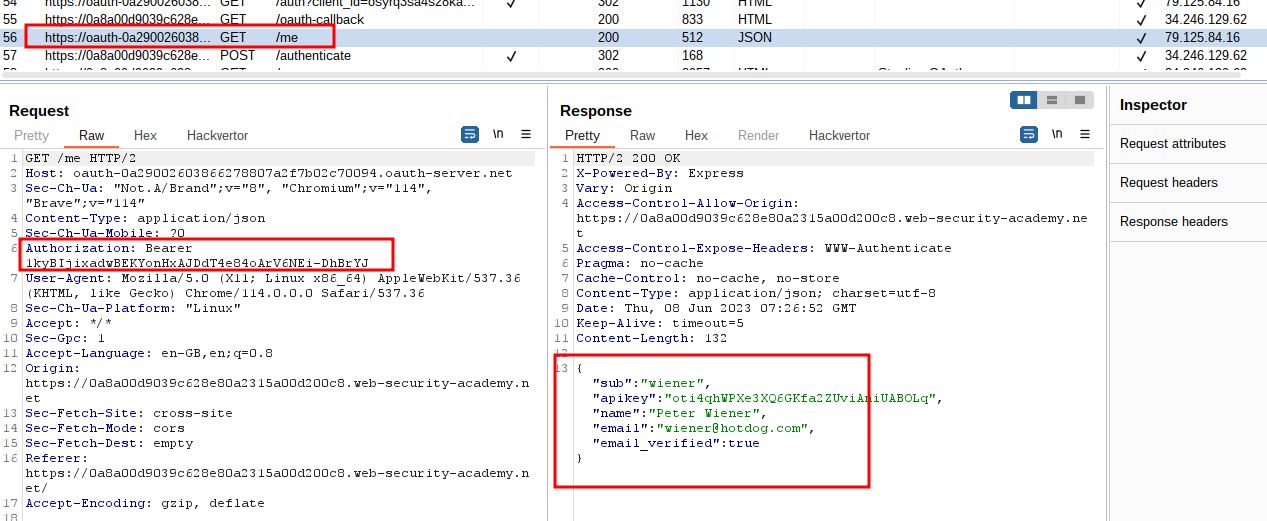 54 https://oauth-0a290026038... GET /auth?client_id=osyrq3sa4s28ka... 302 1130 HTML 79.125.84.16
55 https://0a8a00d9039c628e... GET /oauth-callback 200 833 HTML 34.246.129.62
56 https://oauth-0a290026038... GET /me 200 512 JSON 79.125.84.16
57 https://0a8a00d9039c628e... POST /authenticate 302 168 34.246.129.62
Request
Pretty Raw Hex Hackvertor \n
1 GET /me HTTP/2
2 Host: oauth-0a29002603866278807a2f7b02c70094.oauth-server.net
3 Sec-Ch-Ua: "Not.A/Brand";v="8", "Chromium";v="114",
"Brave";v="114"
4 Content-Type: application/json
5 Sec-Ch-Ua-Mobile: ?0
6 Authorization: Bearer
1kyBIjixadwBEKYonHxAJDdT4e84oArV6NEi-DhBrYJ
7 User-Agent: Mozilla/5.0 (X11; Linux x86_64) AppleWebKit/537.36
(KHTML, like Gecko) Chrome/114.0.0.0 Safari/537.36
8 Sec-Ch-Ua-Platform: "Linux"
9 Accept: */*
10 Sec-Gpc: 1
11 Accept-Language: en-GB,en;q=0.8
12 Origin:
https://0a8a00d9039c628e80a2315a00d200c8.web-security-academy.n
et
13 Sec-Fetch-Site: cross-site
14 Sec-Fetch-Mode: cors
15 Sec-Fetch-Dest: empty
16 Referer:
https://0a8a00d9039c628e80a2315a00d200c8.web-security-academy.n
et/
17 Accept-Encoding: gzip, deflate
18
Response
Pretty Raw Hex Render Hackvertor \n
1 HTTP/2 200 OK
2 X-Powered-By: Express
3 Vary: Origin
4 Access-Control-Allow-Origin:
https://0a8a00d9039c628e80a2315a00d200c8.web-security-academy.ne
t
5 Access-Control-Expose-Headers: WWW-Authenticate
6 Pragma: no-cache
7 Cache-Control: no-cache, no-store
8 Content-Type: application/json; charset=utf-8
9 Date: Thu, 08 Jun 2023 07:26:52 GMT
10 Keep-Alive: timeout=5
11 Content-Length: 132
12
13 {
"sub":"wiener",
"apikey":"oti4qhWPXe3XQ6GKfa2ZUviAniUABOLq",
"name":"Peter Wiener",
"email":"wiener@hotdog.com",
"email_verified":true
}
Inspector
Request attributes
Request headers
Response headers